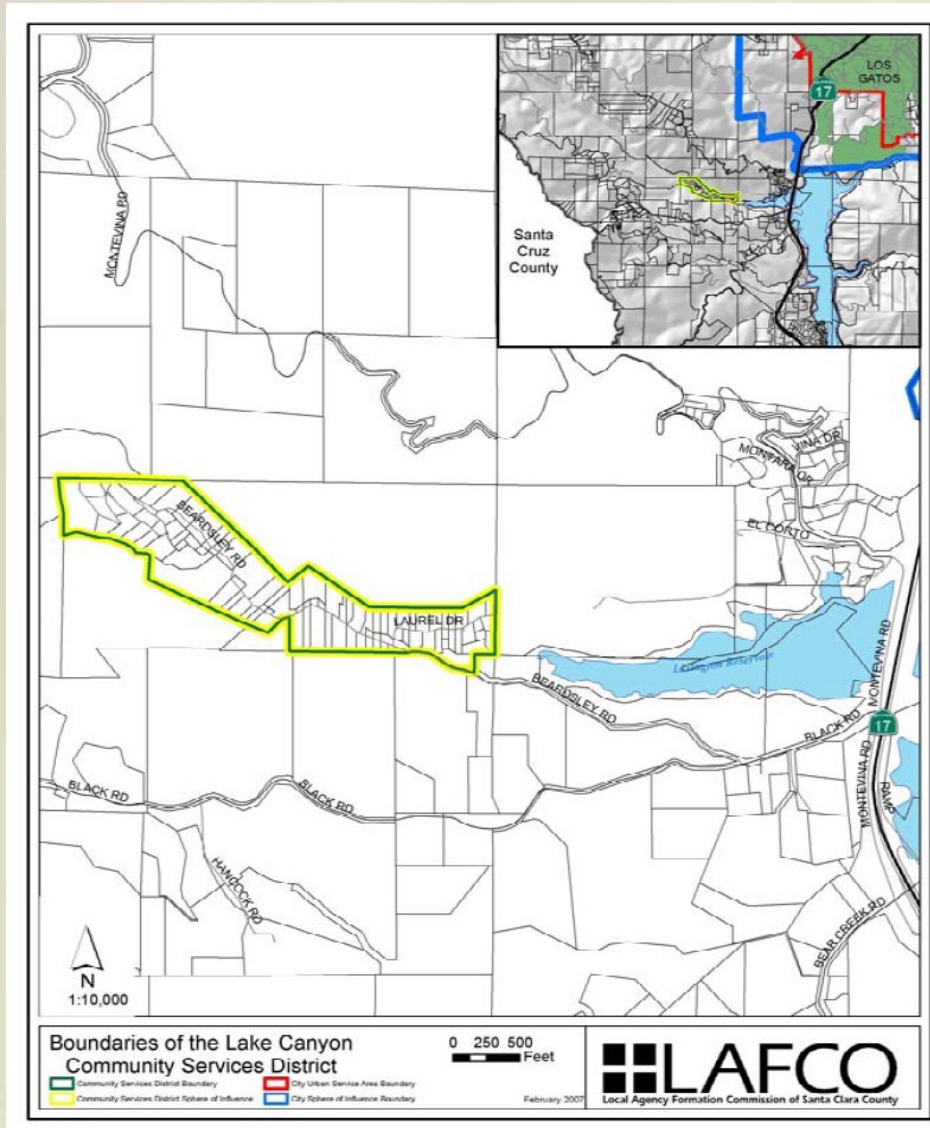 LOS
GATOS
17
Santa
Cruz
County
MONTEVINA RD
VINA DR
MONTARA DR
EL PORTO
BEARDSLEY RD
LAUREL DR
Lexington Reservoir
MONTEVINA RD
BEARDSLEY RD
BLACK RD
17
BLACK RD
BLACK RD
MONTEVINA RD
RAMP
HANCOCK RD
BEAR CREEK RD
N
1:10,000
Boundaries of the Lake Canyon
Community Services District
Community Services District Boundary
City Urban Service Area Boundary
Community Services District Sphere of Influence
City Sphere of Influence Boundary
0 250 500
Feet
February 2007
LAFCO
Local Agency Formation Commission of Santa Clara County